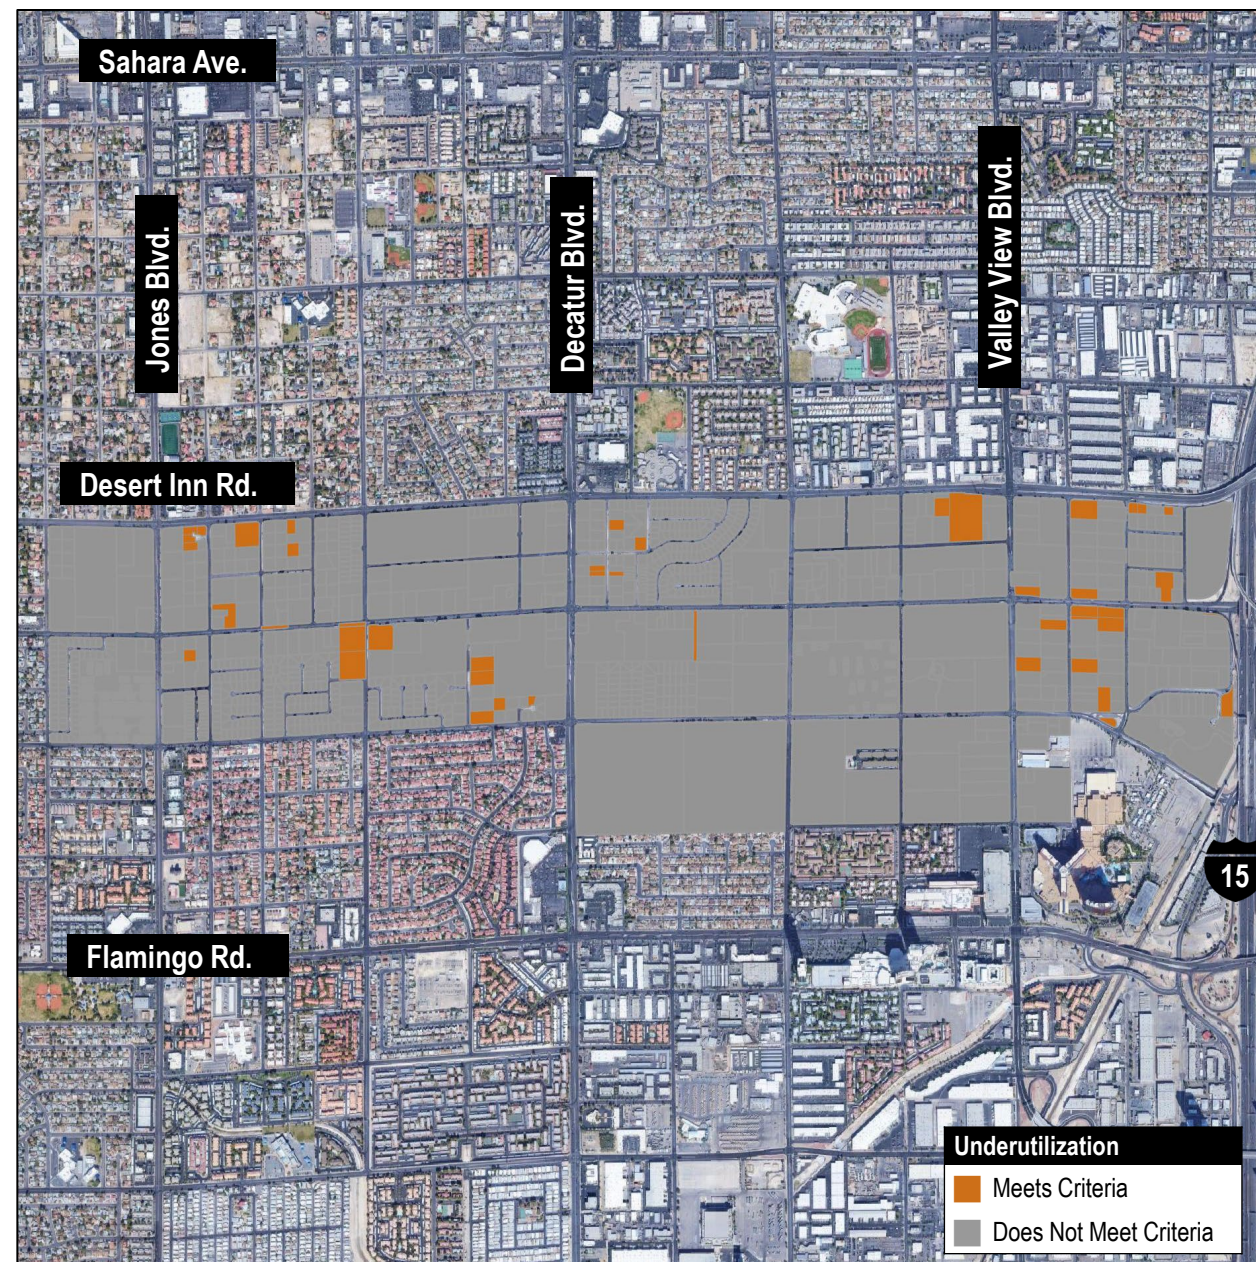 Sahara Ave.
Jones Blvd.
Decatur Blvd.
Valley View Blvd.
Desert Inn Rd.
15
Flamingo Rd.
Underutilization
Meets Criteria
Does Not Meet Criteria